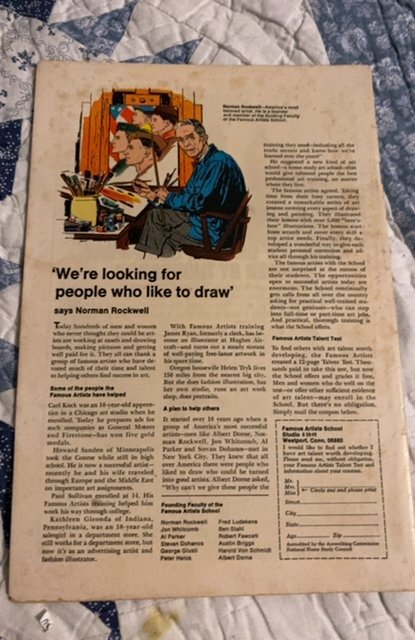 Norman Rockwell—America's most
beloved artist. He is a founder
and member of the Guiding Faculty
of the Famous Artists School.
'We're looking for
people who like to draw'
says Norman Rockwell
Today hundreds of men and women
who never thought they could be art-
ists are working at easels and drawing
boards, making pictures and getting
well paid for it. They all can thank a
group of famous artists who have de-
voted much of their time and talent
to helping others find success in art.
Some of the people the
Famous Artists have helped
Carl Kock was an 18-year-old appren-
tice in a Chicago art studio when he
enrolled. Today he prepares ads for
such companies as General Motors
and Firestone—has won five gold
medals.
Howard Sanden of Minneapolis
took the Course while still in high
school. He is now a successful artist—
recently he and his wife traveled
through Europe and the Middle East
on important art assignments.
Paul Sullivan enrolled at 14. His
Famous Artists training helped him
work his way through college.
Kathleen Gironda of Indiana,
Pennsylvania, was an 18-year-old
salesgirl in a department store. She
still works for a department store, but
now it's as an advertising artist and
fashion illustrator.
With Famous Artists training
James Ryan, formerly a clerk, has be-
come an illustrator at Hughes Air-
craft—and turns out a steady stream
of well-paying free-lance artwork in
his spare time.
Oregon housewife Helen Tryk lives
150 miles from the nearest big city.
But she does fashion illustration, has
her own studio, runs an art work
shop, does portraits.
A plan to help others
It started over 18 years ago when a
group of America's most successful
artists—men like Albert Dorne, Nor-
man Rockwell, Jon Whitcomb, Al
Parker and Stevan Dohanos—met in
New York City. They knew that all
over America there were people who
liked to draw who could be turned
into good artists. Albert Dorne asked,
"Why can't we give these people the
Founding Faculty of the
Famous Artists School
Norman Rockwell
Jon Whitcomb
Al Parker
Stevan Dohanos
George Giusti
Peter Helck
Fred Ludekens
Ben Stahl
Robert Fawcett
Austin Briggs
Harold Von Schmidt
Albert Dorne
training they need—including all the
trade secrets and know how we've
learned over the years?"
He suggested a new kind of art
school—a home study art school—that
would give talented people the best
professional art training, no matter
where they live.
The famous artists agreed. Taking
time from their busy careers, they
created a remarkable series of art
lessons covering every aspect of draw-
ing and painting. They illustrated
their lessons with over 5,000 "here's-
how" illustrations. The lessons start
from scratch and cover every skill a
top artist needs. Finally, they de-
veloped a wonderful way to give each
student personal correction and ad-
vice all through his training.
The famous artists with the School
are not surprised at the success of
their students. The opportunities
open to successful artists today are
enormous. The School continually
gets calls from all over the country
asking for practical well-trained stu-
dents—not geniuses—who can step
into full-time or part-time art jobs.
And practical, thorough training is
what the School offers.
Famous Artists Talent Test
To find others with art talent worth
developing, the Famous Artists
created a 12-page Talent Test. Thou-
sands paid to take this test, but now
the School offers and grades it free.
Men and women who do well on the
test—or offer other sufficient evidence
of art talent—may enroll in the
School. But there's no obligation.
Simply mail the coupon below.
Famous Artists School
Westport, Conn. 06880
I would like to find out whether I
have art talent worth developing.
Please send me, without obligation,
your Famous Artists Talent Test and
information about your courses.
Mr.
Mrs.
Miss
Circle one and please print
City
State
Age Zip
Accredited by the Accrediting Commission
National Home Study Council